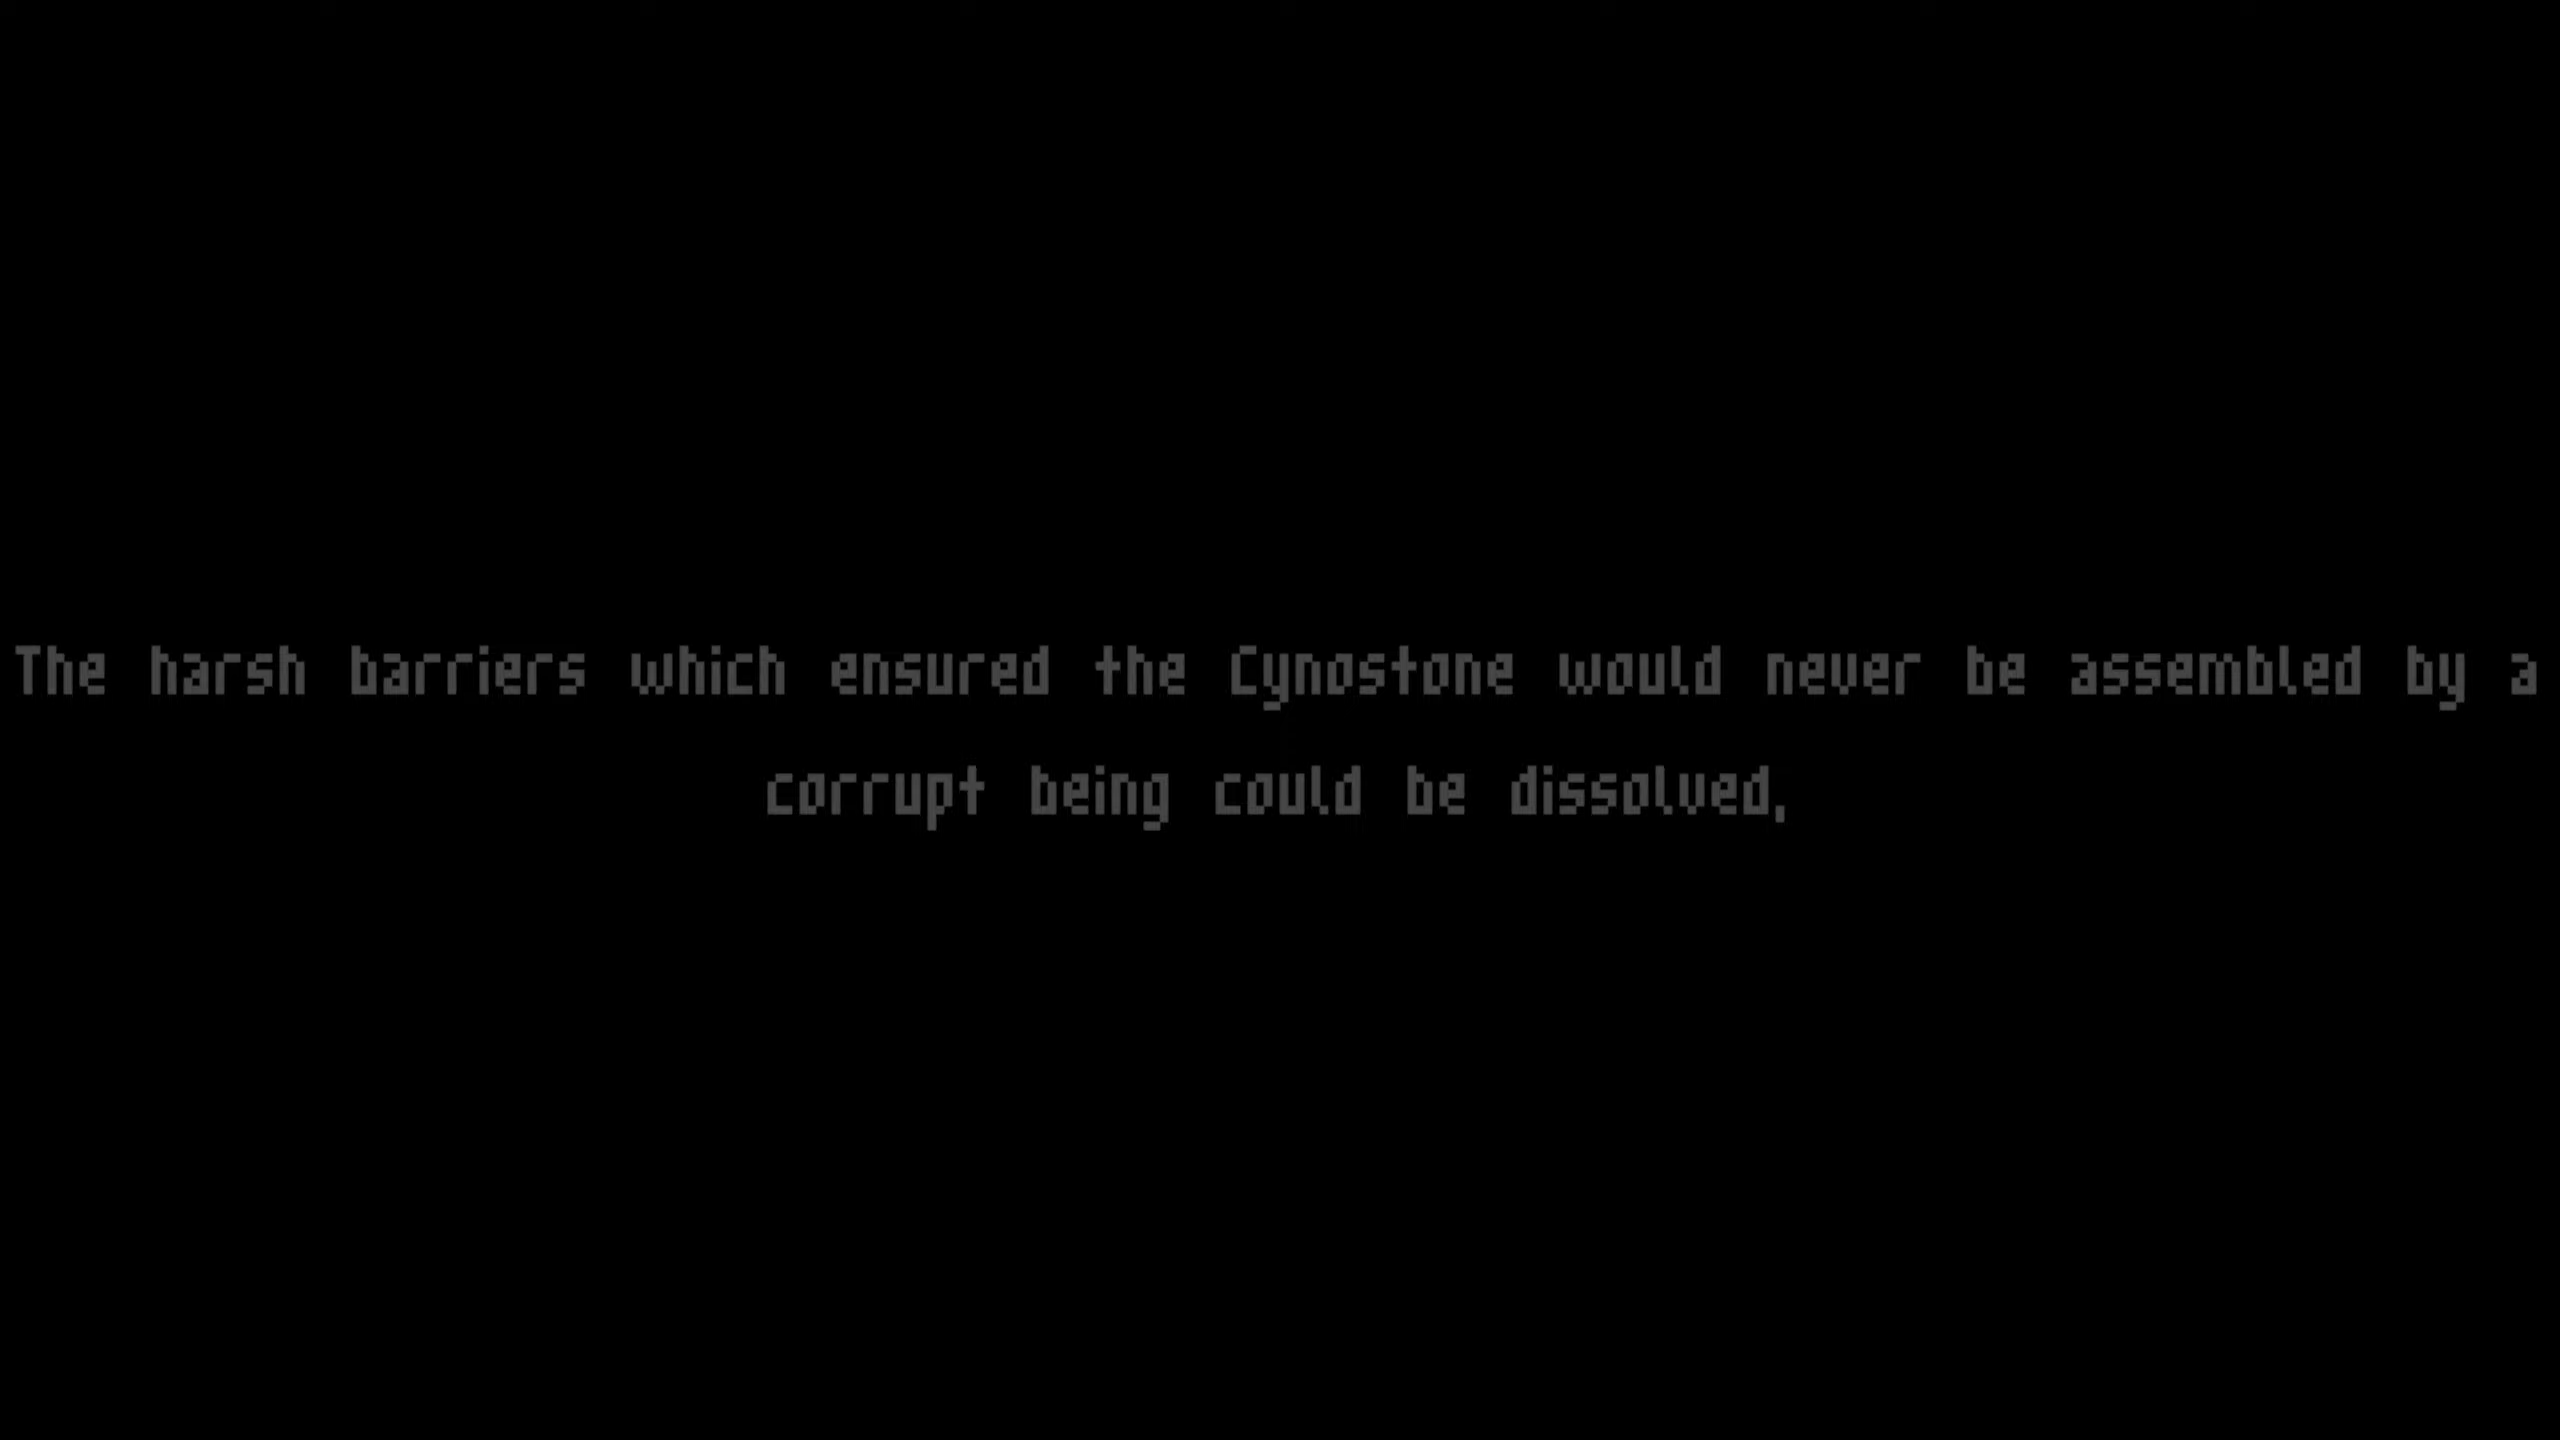 The harsh barriers which ensured the Cynostone would never be assembled by a
corrupt being could be dissolved,